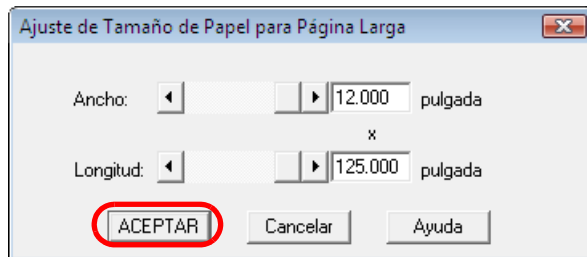 Ajuste de Tamaño de Papel para Página Larga
Ancho: 12.000 pulgada
x
Longitud: 125.000 pulgada
ACEPTAR Cancelar Ayuda